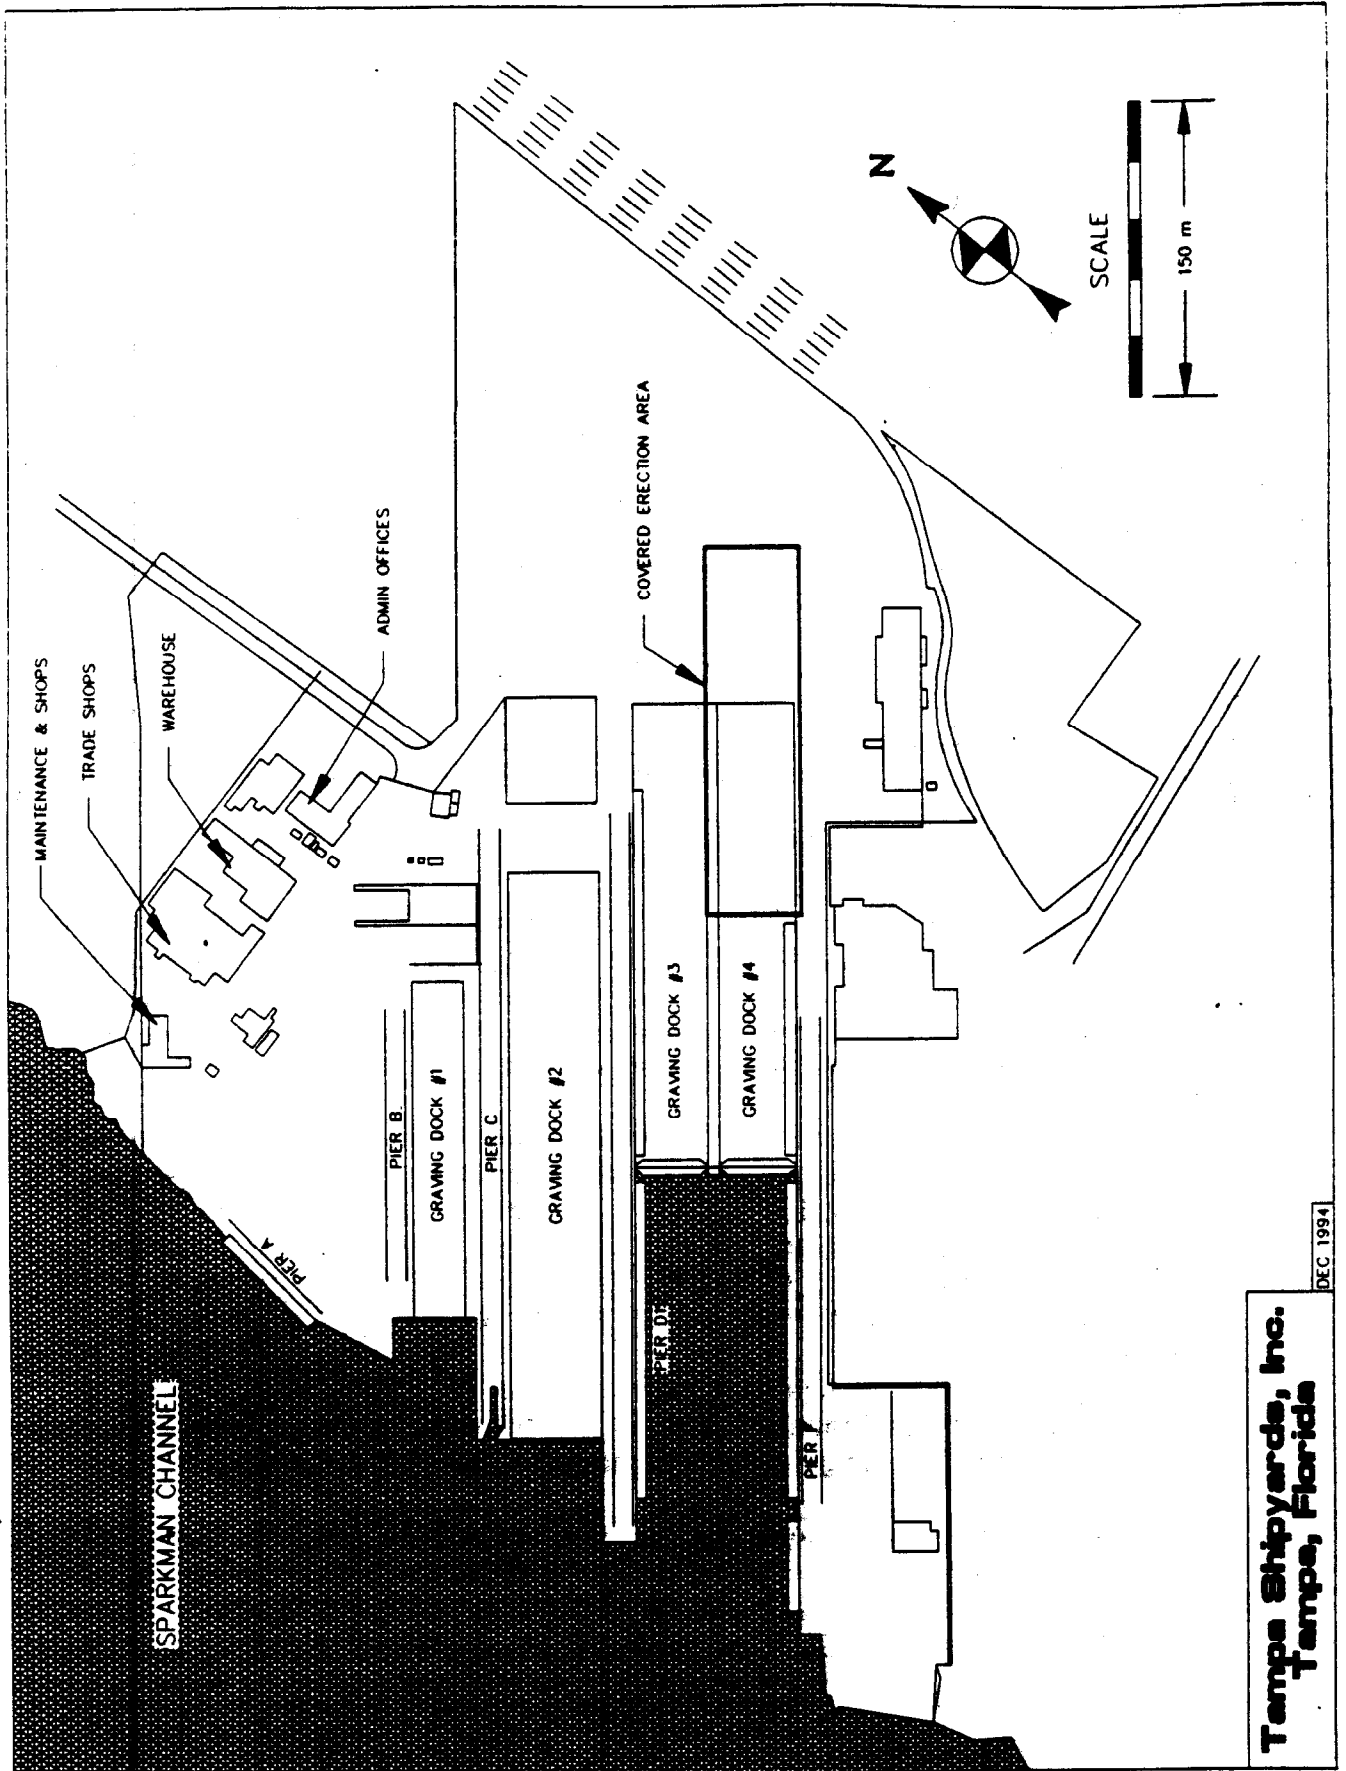 MAINTENANCE & SHOPS
TRADE SHOPS
WAREHOUSE
ADMIN OFFICES
COVERED ERECTION AREA
N
SCALE
150 m
SPARKMAN CHANNEL
PIER A
PIER B
GRAVING DOCK #1
PIER C
GRAVING DOCK #2
GRAVING DOCK #3
GRAVING DOCK #4
PIER D1
PIER
DEC 1994
Tampa Shipyards, Inc.
Tampa, Florida